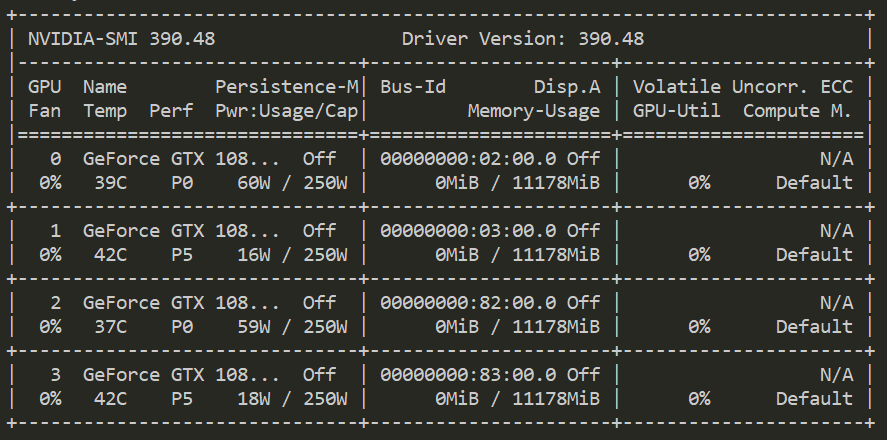 +-----------------------------------------------------------------------------+
| NVIDIA-SMI 390.48                 Driver Version: 390.48                    |
|-------------------------------+----------------------+----------------------+
| GPU  Name        Persistence-M| Bus-Id        Disp.A | Volatile Uncorr. ECC |
| Fan  Temp  Perf  Pwr:Usage/Cap|         Memory-Usage | GPU-Util  Compute M. |
|===============================+======================+======================|
|   0  GeForce GTX 108...  Off  | 00000000:02:00.0 Off |                  N/A |
|  0%   39C    P0    60W / 250W |      0MiB / 11178MiB |      0%      Default |
+-------------------------------+----------------------+----------------------+
|   1  GeForce GTX 108...  Off  | 00000000:03:00.0 Off |                  N/A |
|  0%   42C    P5    16W / 250W |      0MiB / 11178MiB |      0%      Default |
+-------------------------------+----------------------+----------------------+
|   2  GeForce GTX 108...  Off  | 00000000:82:00.0 Off |                  N/A |
|  0%   37C    P0    59W / 250W |      0MiB / 11178MiB |      0%      Default |
+-------------------------------+----------------------+----------------------+
|   3  GeForce GTX 108...  Off  | 00000000:83:00.0 Off |                  N/A |
|  0%   42C    P5    18W / 250W |      0MiB / 11178MiB |      0%      Default |
+-------------------------------+----------------------+----------------------+